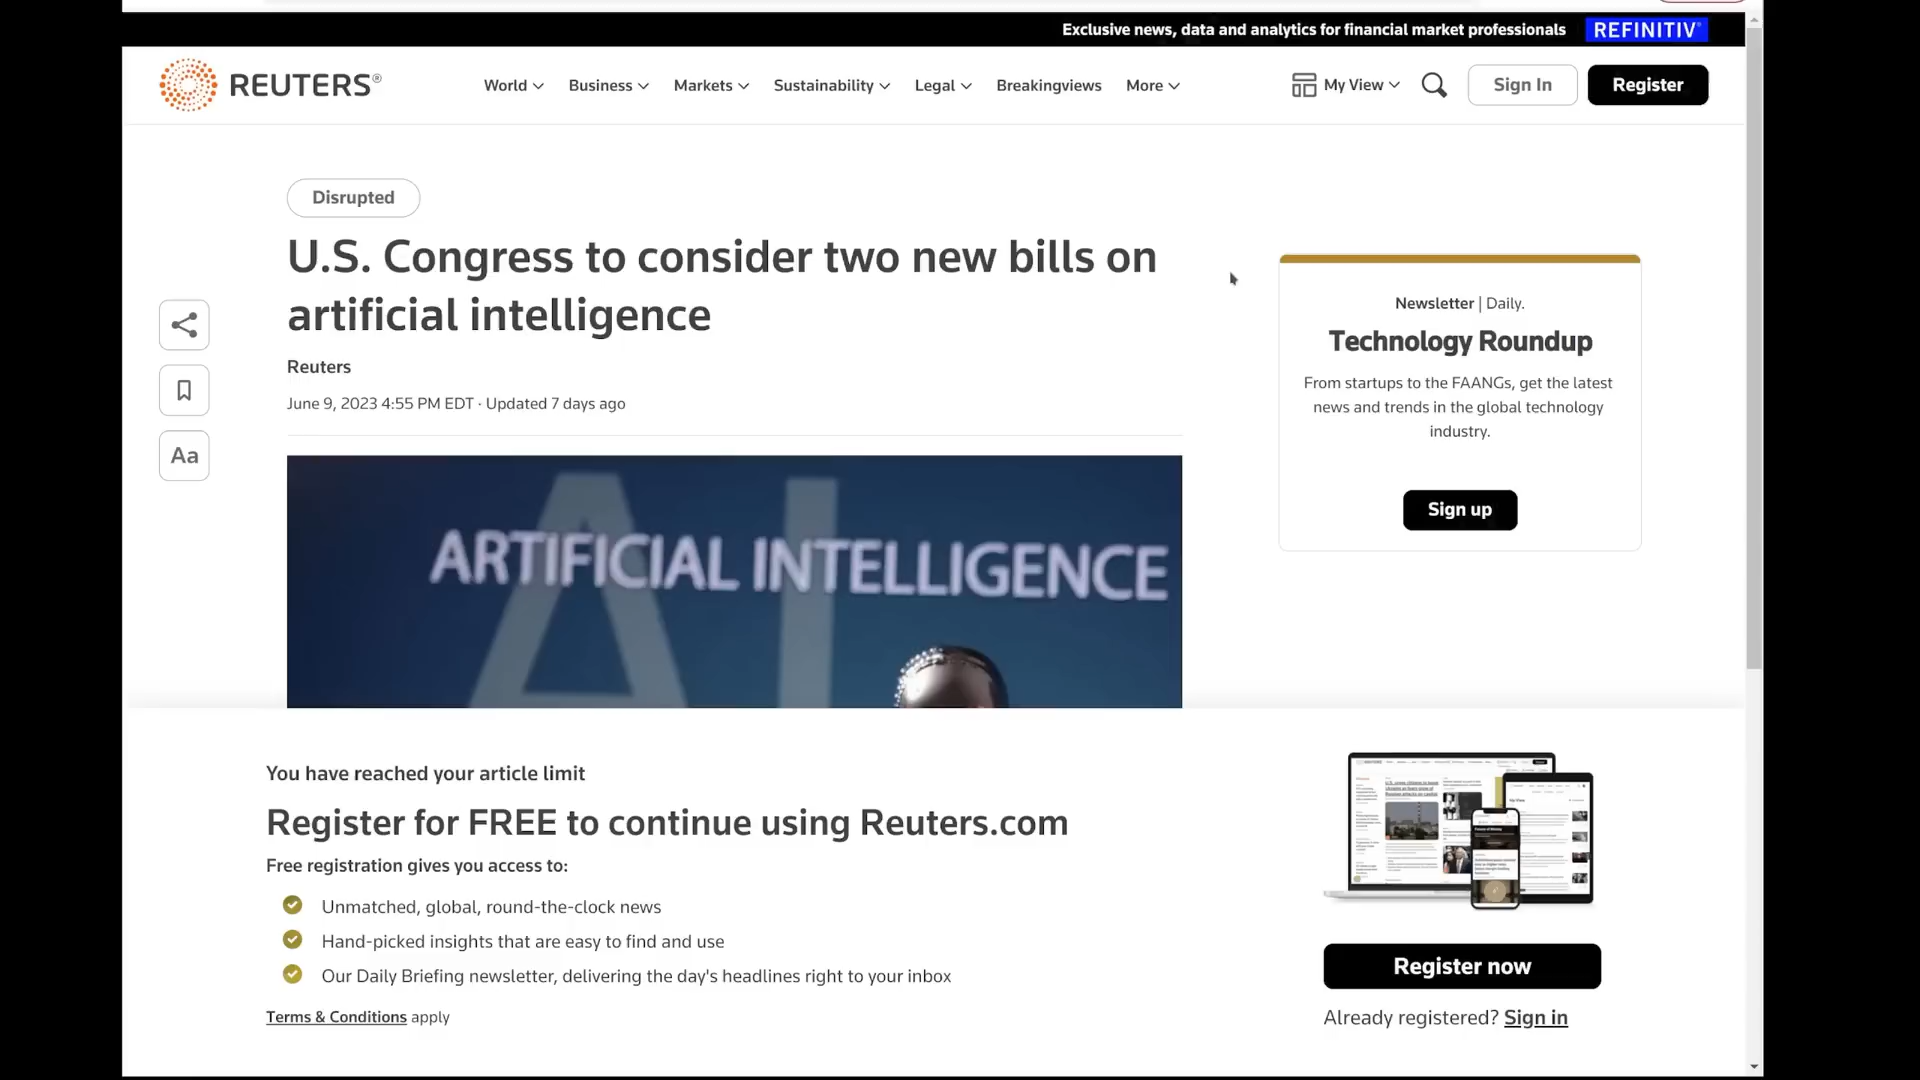 Exclusive news, data and analytics for financial market professionals REFINITIV
REUTERS®
World Business Markets Sustainability Legal Breakingviews More
My View Sign In Register
Disrupted
U.S. Congress to consider two new bills on
artificial intelligence
Reuters
June 9, 2023 4:55 PM EDT · Updated 7 days ago
Aa
AI
ARTIFICIAL INTELLIGENCE
Newsletter | Daily.
Technology Roundup
From startups to the FAANGs, get the latest
news and trends in the global technology
industry.
Sign up
You have reached your article limit
Register for FREE to continue using Reuters.com
Free registration gives you access to:
Unmatched, global, round-the-clock news
Hand-picked insights that are easy to find and use
Our Daily Briefing newsletter, delivering the day's headlines right to your inbox
Terms & Conditions apply
Register now
Already registered? Sign in